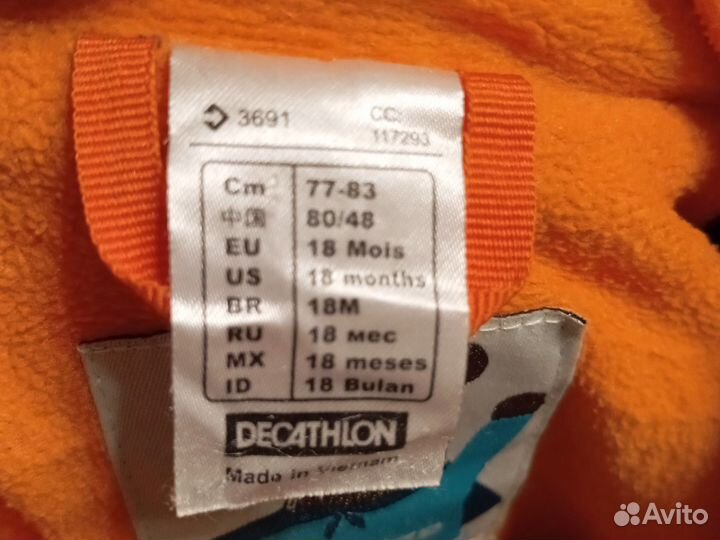 3691 CC:
117293
Cm 77-83
中国 80/48
EU 18 Mois
US 18 months
BR 18M
RU 18 мес
MX 18 meses
ID 18 Bulan
DECATHLON
Made in Vietnam
Avito